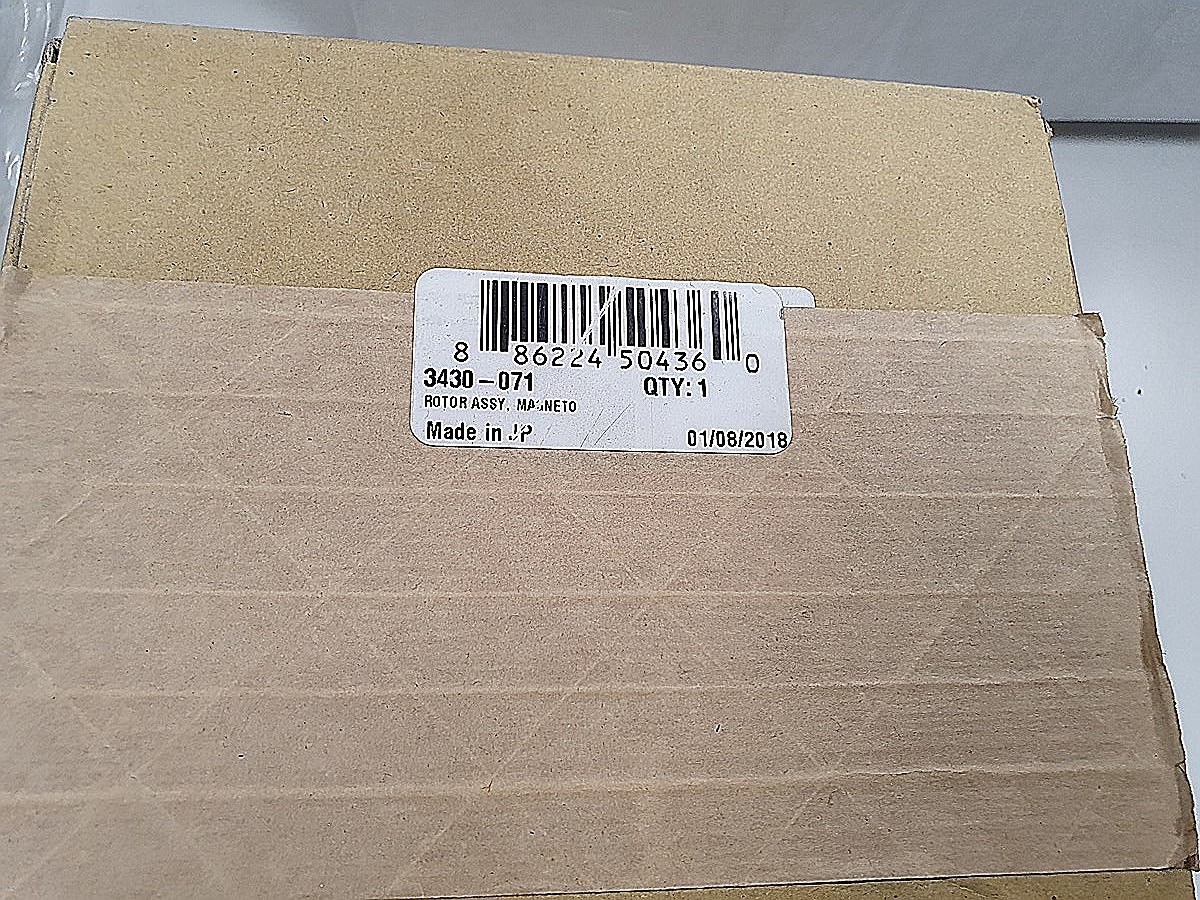 8 86224 50436 0
3430-071 QTY: 1
ROTOR ASSY, MAGNETO
Made in JP 01/08/2018